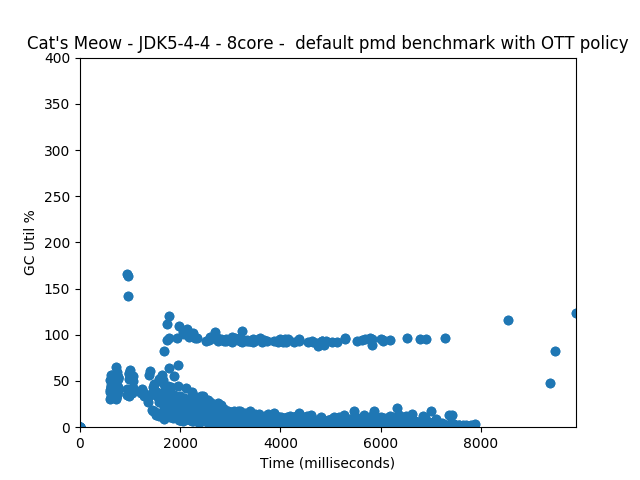 Cat's Meow - JDK5-4-4 - 8core -  default pmd benchmark with OTT policy
400
350
300
250
200
150
100
50
0
GC Util %
0 2000 4000 6000 8000
Time (milliseconds)